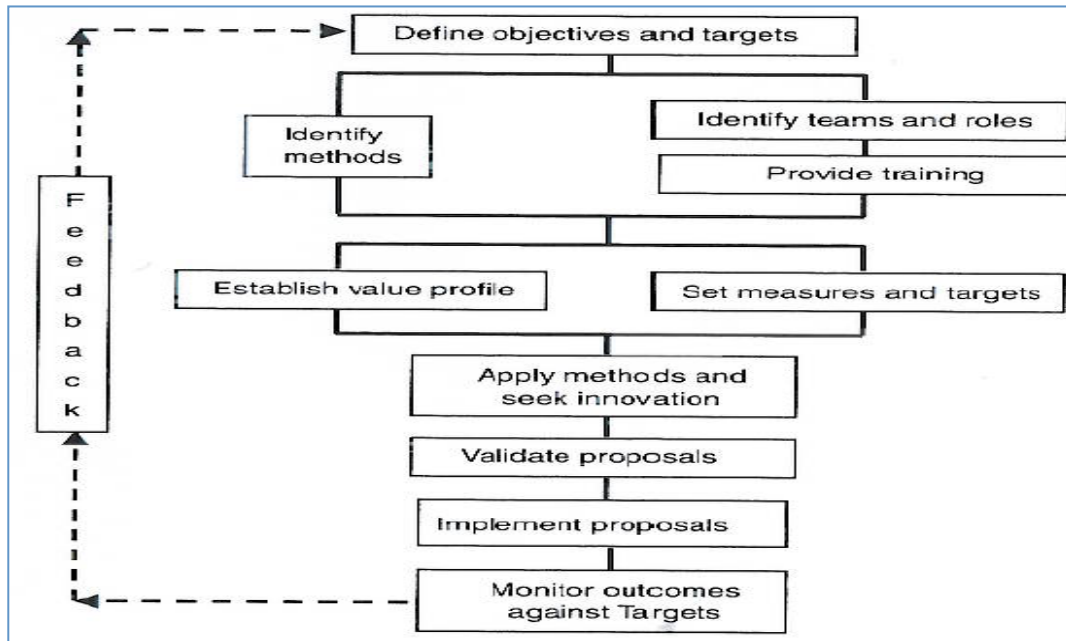 Define objectives and targets
Identify
methods
Identify teams and roles
Provide training
Feedback
Establish value profile
Set measures and targets
Apply methods and
seek innovation
Validate proposals
Implement proposals
Monitor outcomes
against Targets